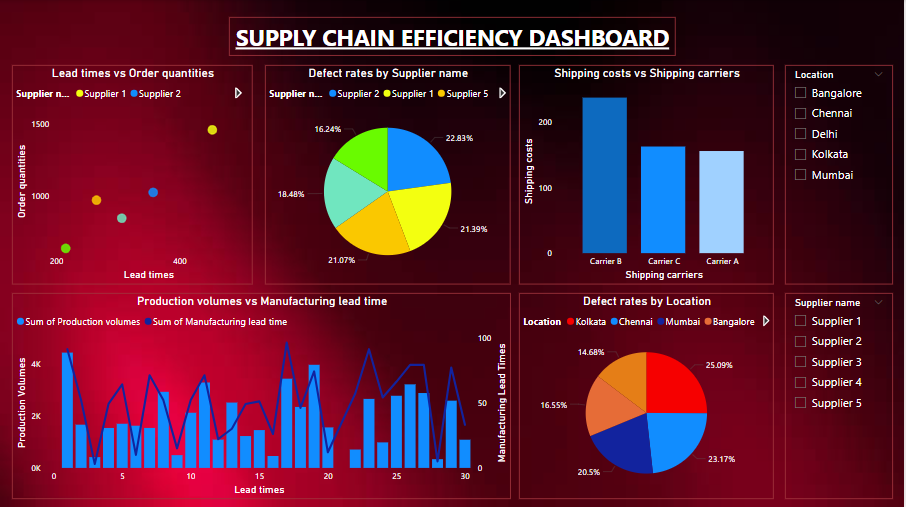 SUPPLY CHAIN EFFICIENCY DASHBOARD
Lead times vs Order quantities
Supplier n... Supplier 1 Supplier 2
1500
1000
Order quantities
200 400
Lead times
Defect rates by Supplier name
Supplier n... Supplier 2 Supplier 1 Supplier 5
16.24%
22.83%
18.48%
21.39%
21.07%
Shipping costs vs Shipping carriers
200
100
0
Shipping costs
Carrier B Carrier C Carrier A
Shipping carriers
Location
Bangalore
Chennai
Delhi
Kolkata
Mumbai
Production volumes vs Manufacturing lead time
Sum of Production volumes Sum of Manufacturing lead time
4K
2K
0K
Production Volumes
100
50
0
Manufacturing Lead Times
0 5 10 15 20 25 30
Lead times
Defect rates by Location
Location Kolkata Chennai Mumbai Bangalore
14.68%
25.09%
16.55%
20.5%
23.17%
Supplier name
Supplier 1
Supplier 2
Supplier 3
Supplier 4
Supplier 5